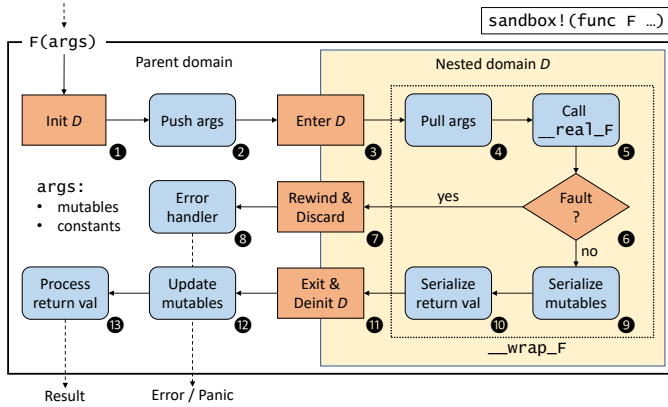 sandbox!(func F …)
F(args)
Parent domain
Nested domain D
Init D
1
Push args
2
Enter D
3
Pull args
4
Call
__real_F
5
args:
• mutables
• constants
Error
handler
8
Rewind &
Discard
7
yes
Fault
?
6
no
Process
return val
13
Update
mutables
12
Exit &
Deinit D
11
Serialize
return val
10
Serialize
mutables
9
__wrap_F
Result
Error / Panic